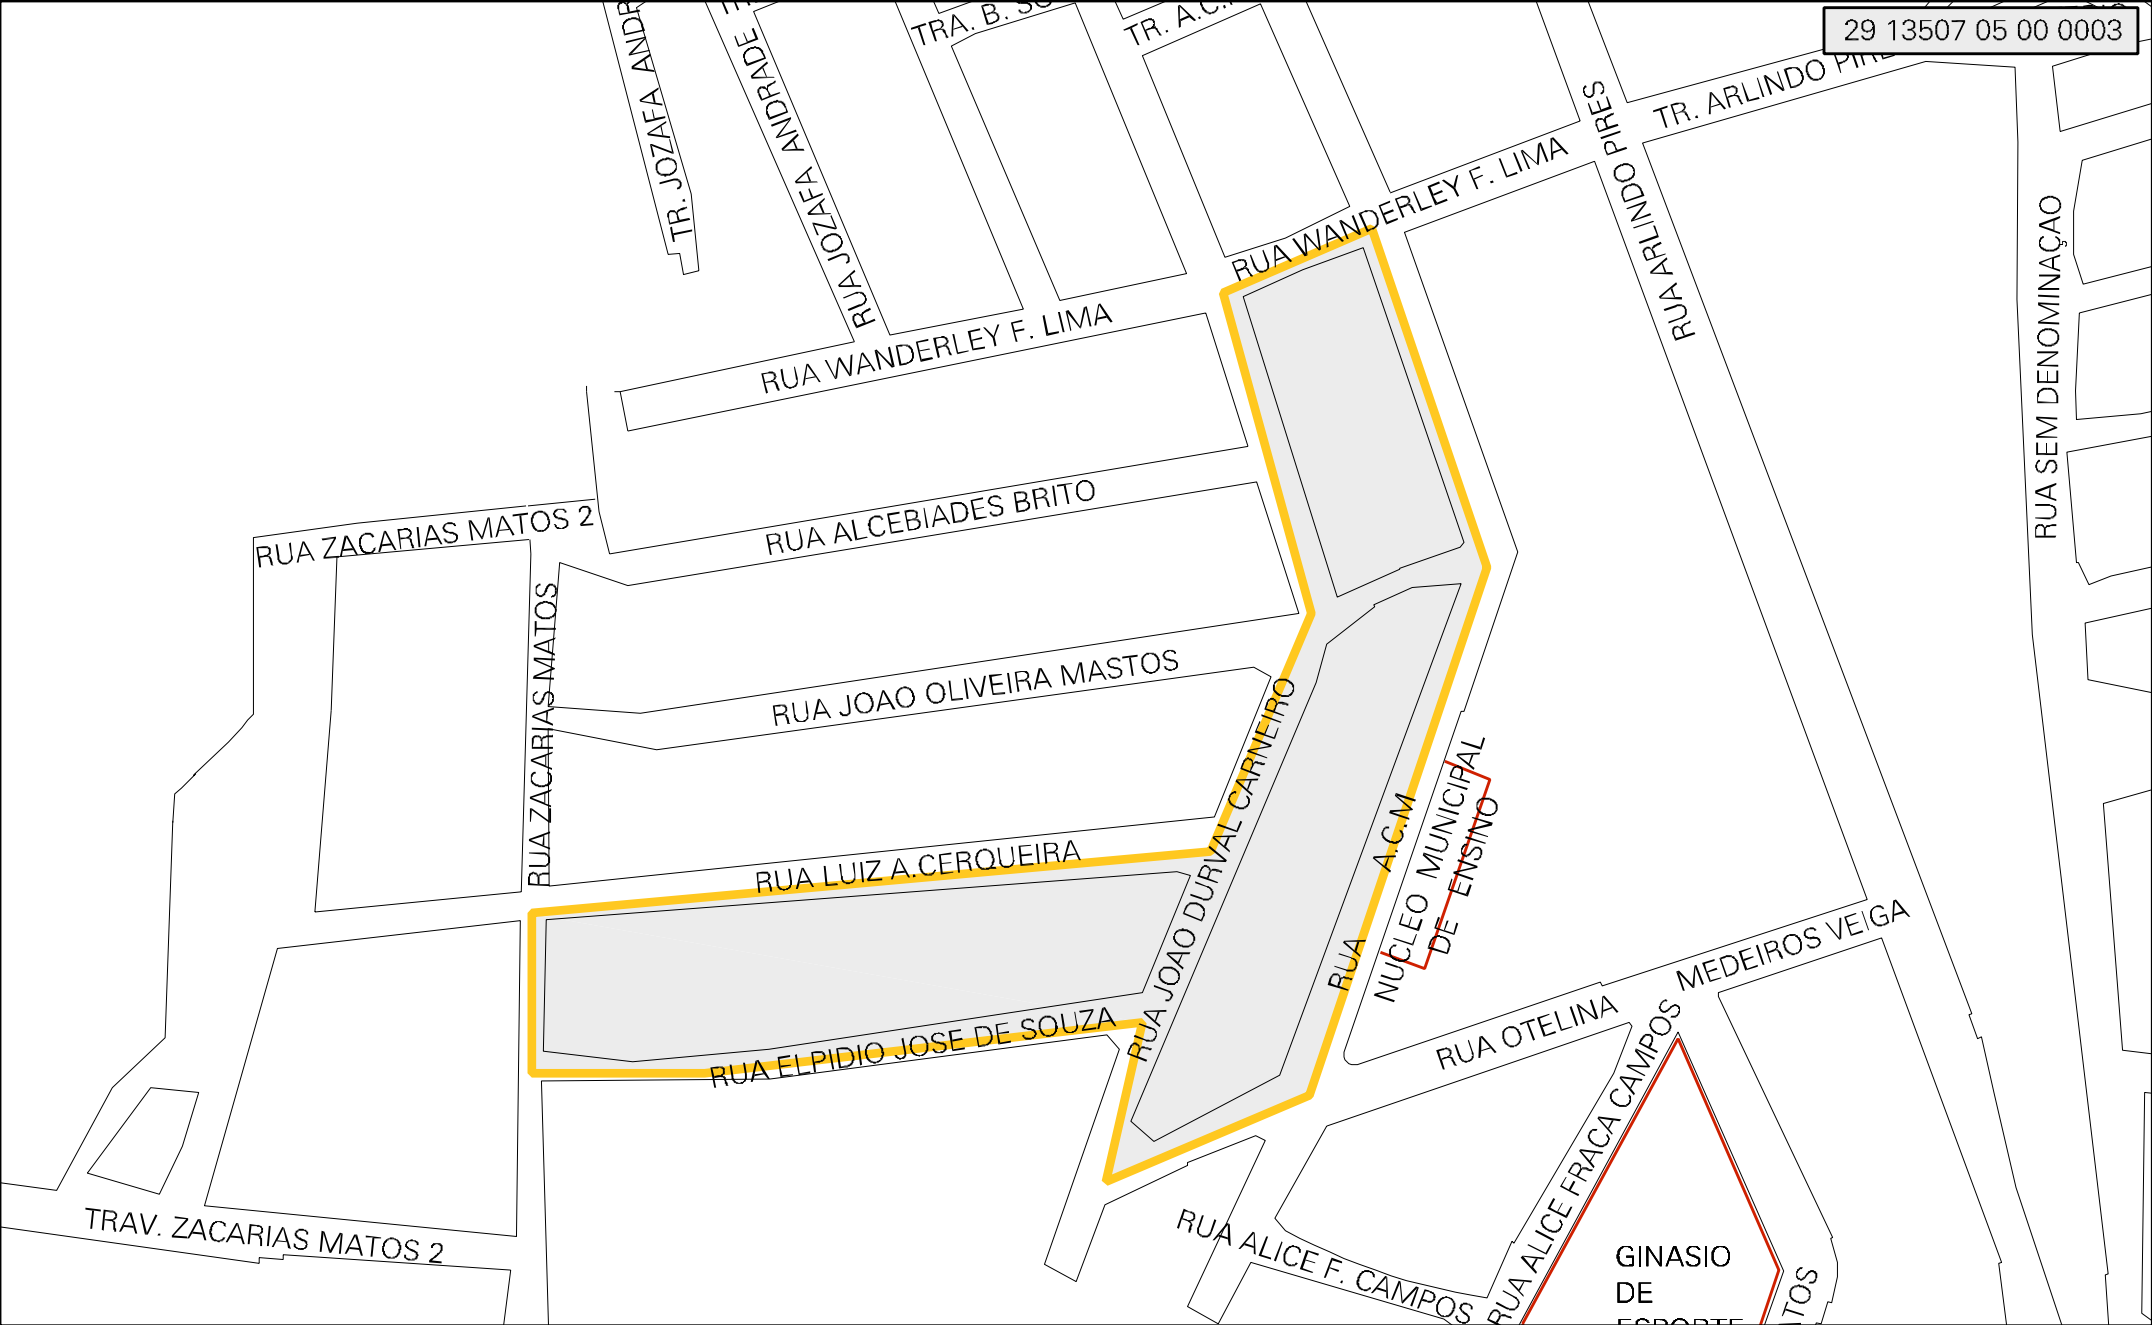 29 13507 05 00 0003
TRA. B.
TR. A.C.
TR. JOZAFA
RUA JOZAFA ANDRADE
TR. ARLINDO
RUA ARLINDO PIRES
RUA WANDERLEY F. LIMA
RUA WANDERLEY F. LIMA
RUA SEM DENOMINAÇAO
RUA ZACARIAS MATOS 2
RUA ALCEBIADES BRITO
RUA ZACARIAS MATOS
RUA JOAO OLIVEIRA MASTOS
RUA JOAO DURVAL CARNEIRO
RUA LUIZ A.CERQUEIRA
RUA A.C.M
NUCLEO MUNICIPAL
DE ENSINO
RUA ELPIDIO JOSE DE SOUZA
RUA OTELINA MEDEIROS VEIGA
RUA ALICE FRACA CAMPOS
TRAV. ZACARIAS MATOS 2
RUA ALICE F. CAMPOS
GINASIO
DE
ESPORTE